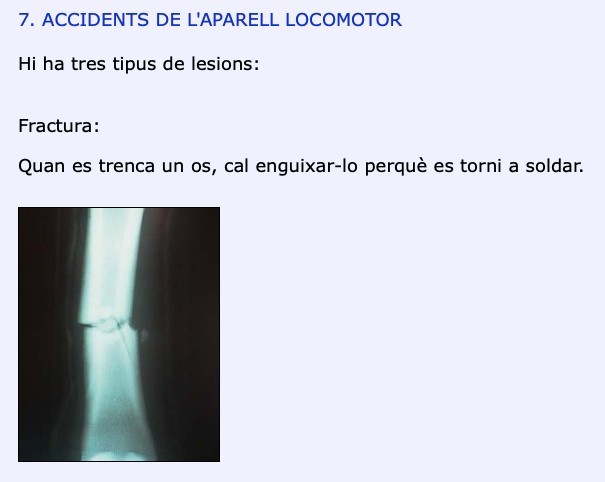 7. ACCIDENTS DE L'APARELL LOCOMOTOR
Hi ha tres tipus de lesions:
Fractura:
Quan es trenca un os, cal enguixar-lo perquè es torni a soldar.